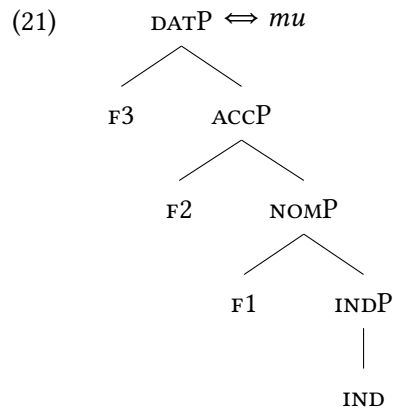 (21) DATP ⇔ mu
F3 ACCP
F2 NOMP
F1 INDP
IND